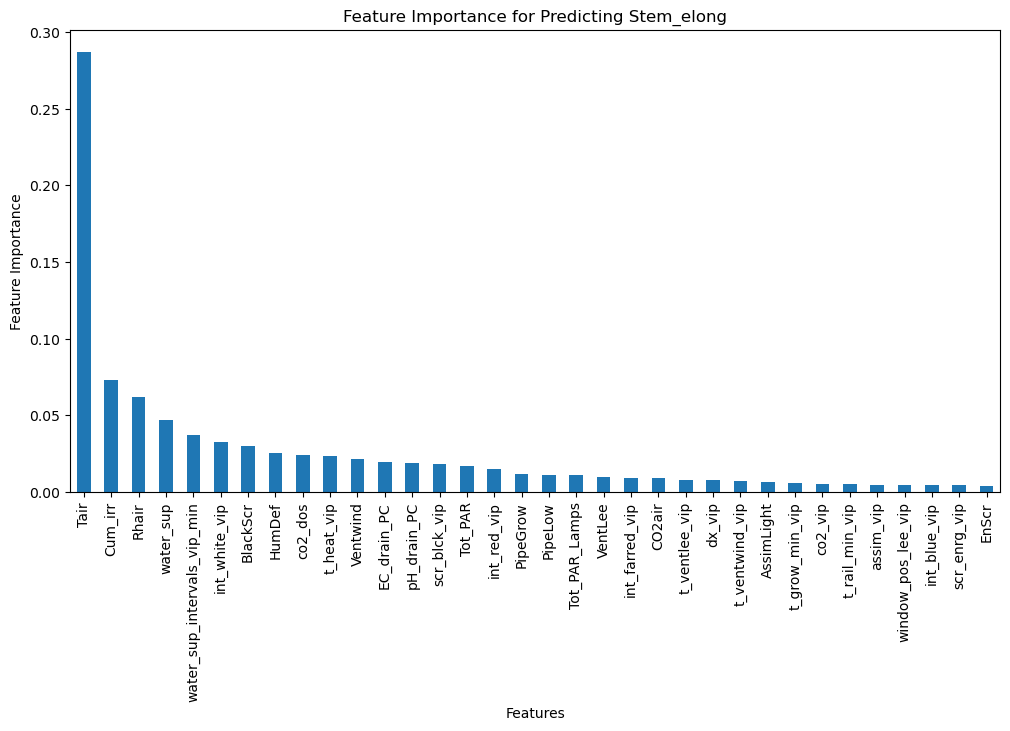 Feature Importance for Predicting Stem_elong
Feature Importance
0.30
0.25
0.20
0.15
0.10
0.05
0.00
Tair
Cum_irr
Rhair
water_sup
water_sup_intervals_vip_min
int_white_vip
BlackScr
HumDef
co2_dos
t_heat_vip
Ventwind
EC_drain_PC
pH_drain_PC
scr_blck_vip
Tot_PAR
int_red_vip
PipeGrow
PipeLow
Tot_PAR_Lamps
VentLee
int_farred_vip
CO2air
t_ventlee_vip
dx_vip
t_ventwind_vip
AssimLight
t_grow_min_vip
co2_vip
t_rail_min_vip
assim_vip
window_pos_lee_vip
int_blue_vip
scr_enrg_vip
EnScr
Features